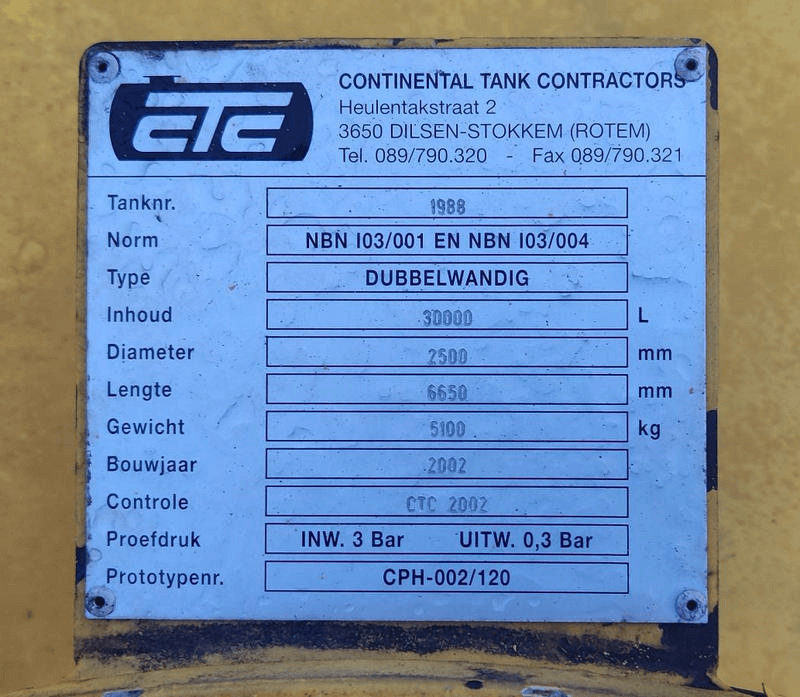 CTC
CONTINENTAL TANK CONTRACTORS
Heulentakstraat 2
3650 DILSEN-STOKKEM (ROTEM)
Tel. 089/790.320 - Fax 089/790.321
Tanknr. 1988
Norm NBN I03/001 EN NBN I03/004
Type DUBBELWANDIG
Inhoud 30000 L
Diameter 2500 mm
Lengte 6650 mm
Gewicht 5100 kg
Bouwjaar 2002
Controle CTC 2002
Proefdruk INW. 3 Bar UITW. 0,3 Bar
Prototypenr. CPH-002/120